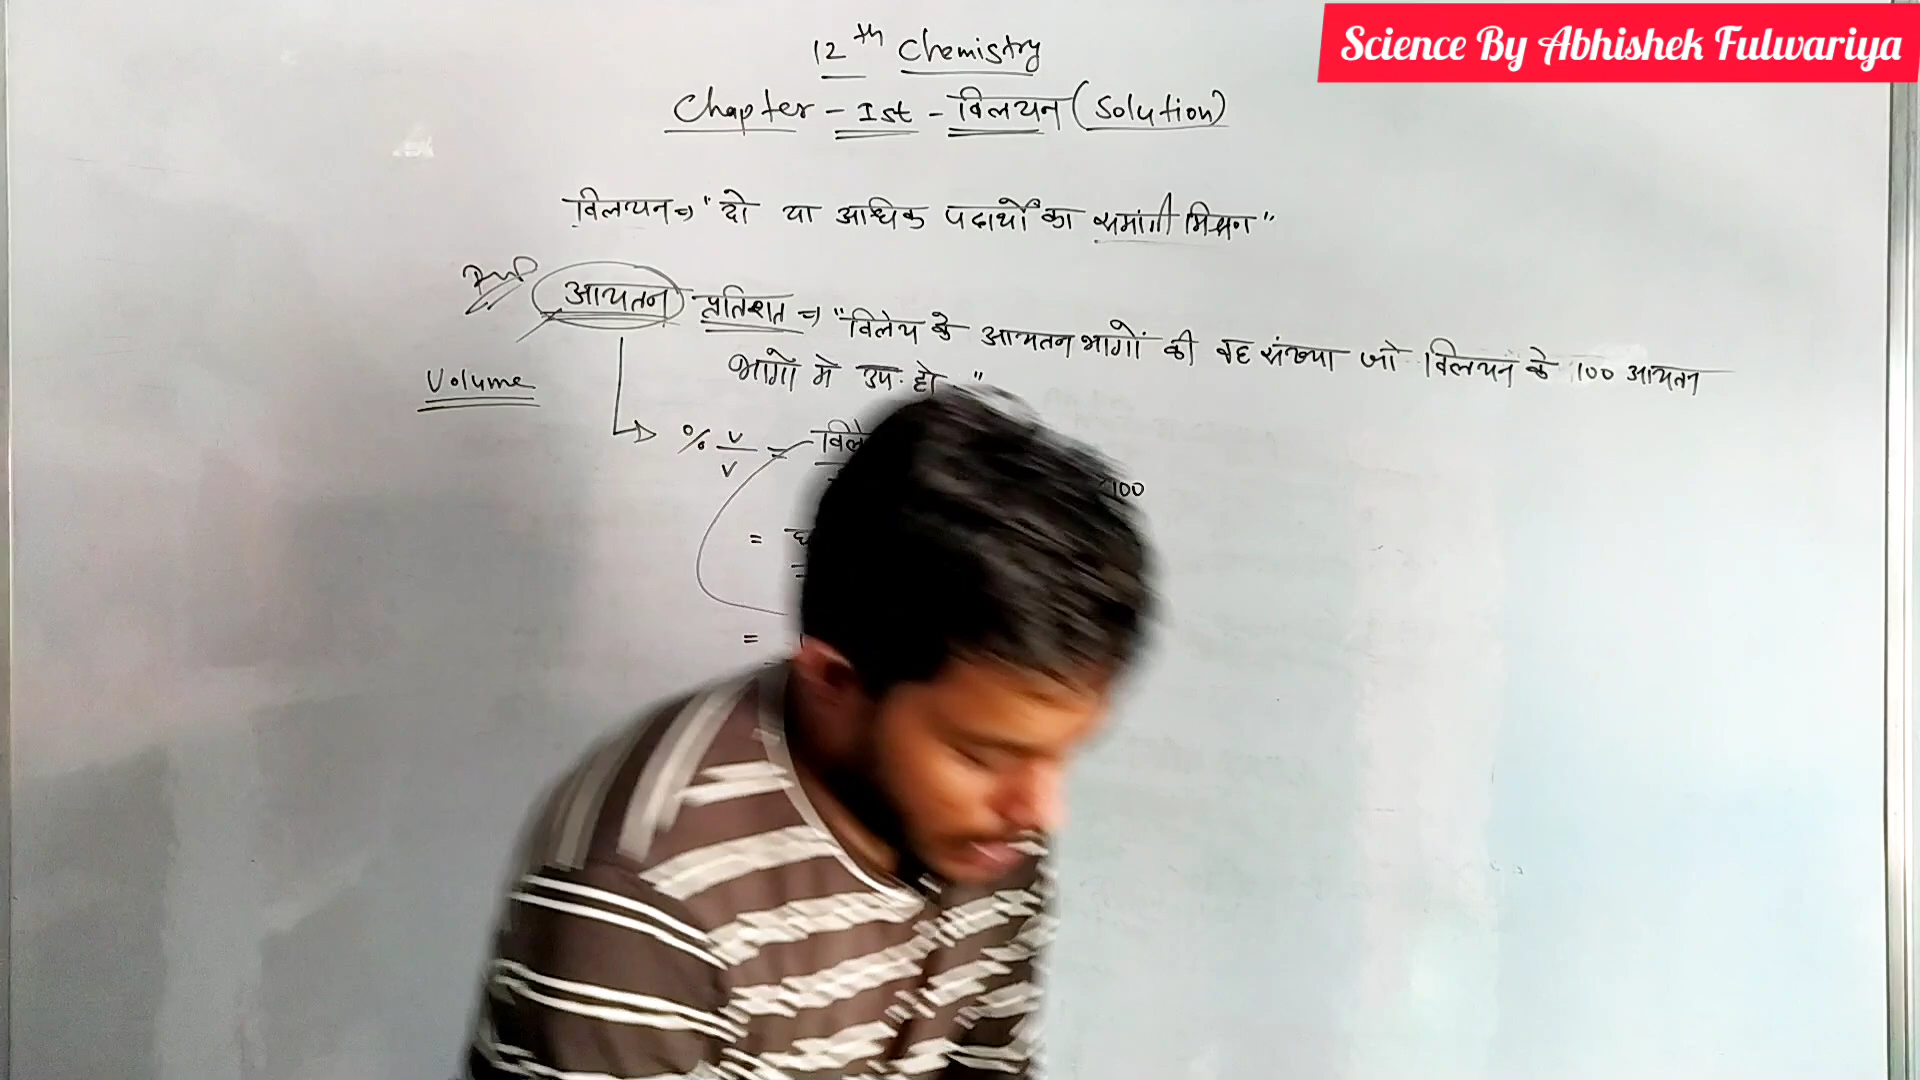 Science By Abhishek Fulwariya
12th Chemistry
Chapter - Ist - विलयन (Solution)
विलयन ⇒ " दो या अधिक पदार्थों का समांगी मिश्रण "
Imp आयतन प्रतिशत ⇒ " विलेय के आयतन भागों की वह संख्या जो विलयन के 100 आयतन
भागों मे उप. हो "
Volume
% v/v =
×100
=
=